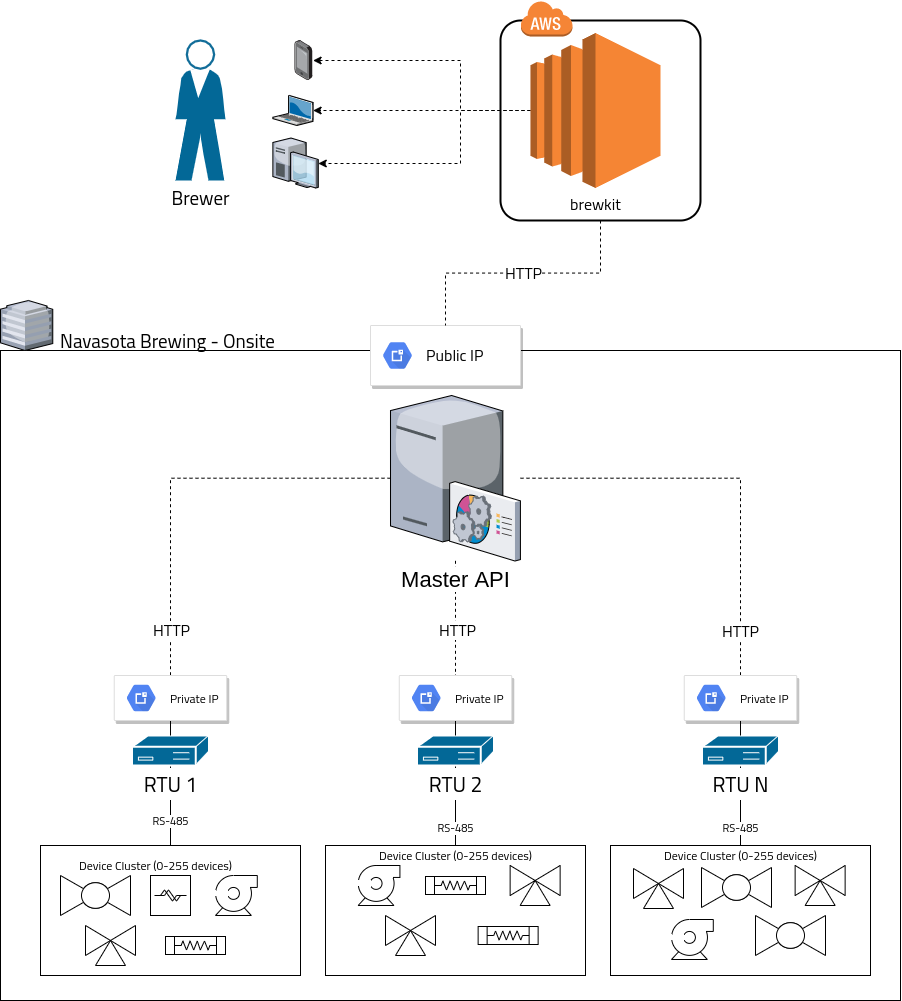 AWS
Brewer
brewkit
HTTP
Navasota Brewing - Onsite
Public IP
Master API
HTTP
HTTP
HTTP
Private IP
Private IP
Private IP
RTU 1
RTU 2
RTU N
RS-485
RS-485
RS-485
Device Cluster (0-255 devices)
Device Cluster (0-255 devices)
Device Cluster (0-255 devices)